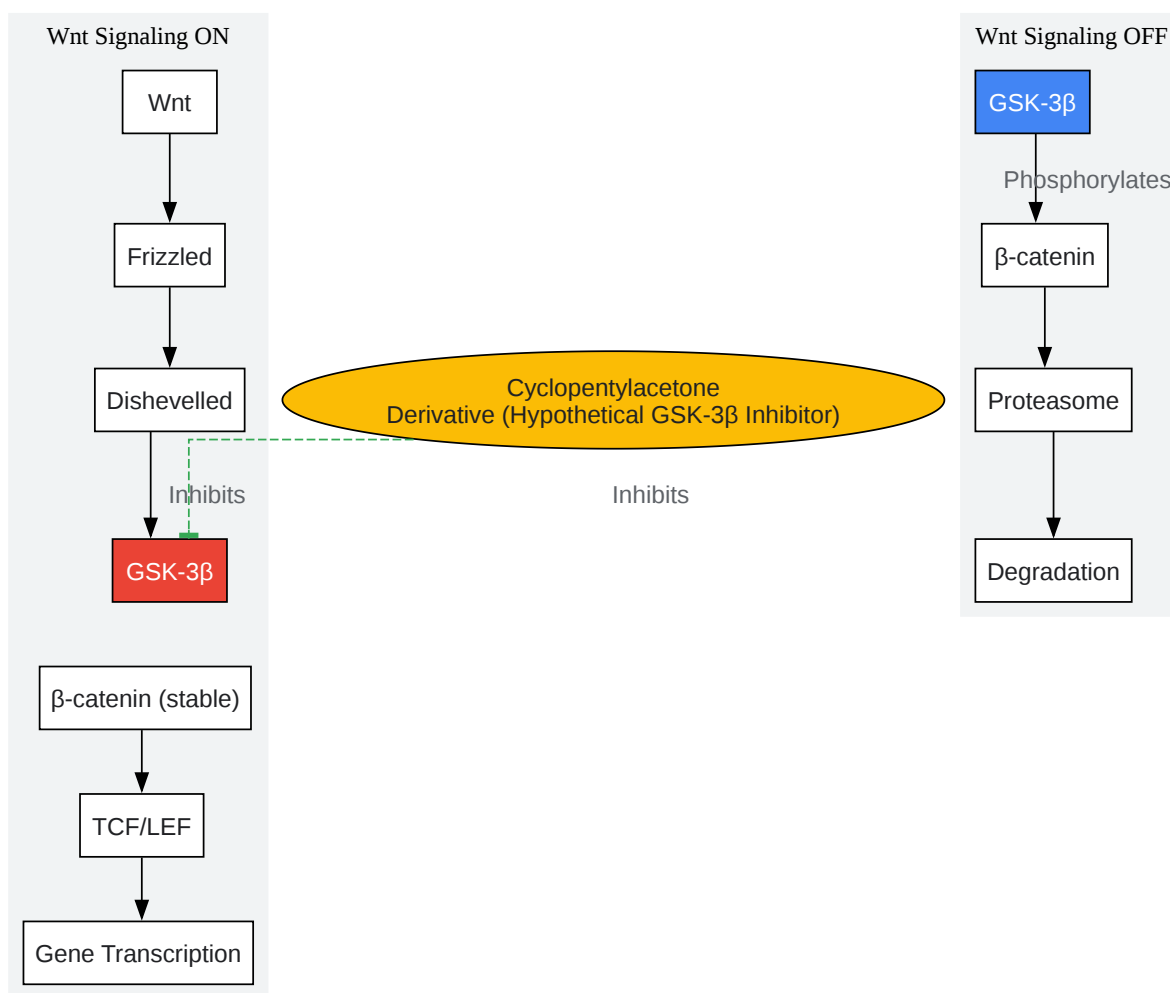 Wnt Signaling ON
Wnt
Frizzled
Dishevelled
Inhibits
GSK-3β
β-catenin (stable)
TCF/LEF
Gene Transcription
Cyclopentylacetone
Derivative (Hypothetical GSK-3β Inhibitor)
Inhibits
Wnt Signaling OFF
GSK-3β
Phosphorylates
β-catenin
Proteasome
Degradation